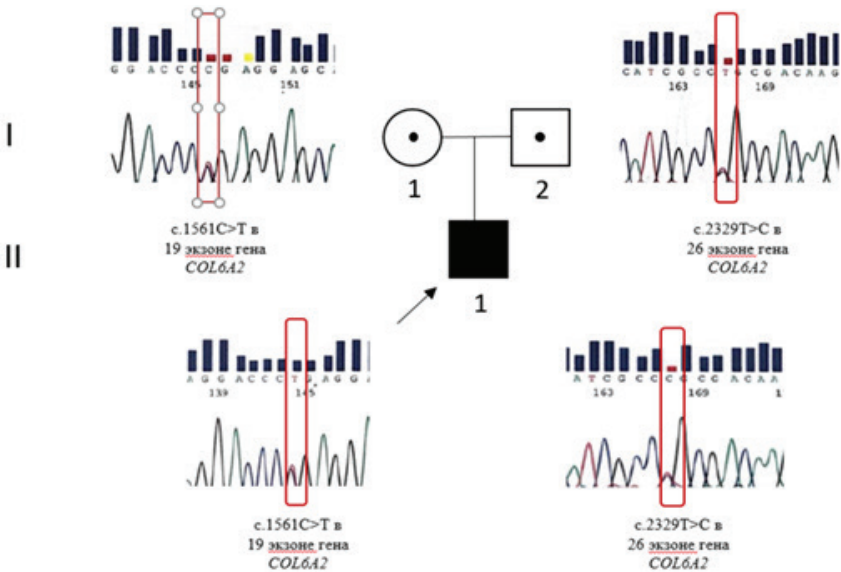 G G A C C C C G A G G A G C
145 151
C A T C G C C T G C G A C A A G
163 169
I
1
2
с.1561C>T в
19 экзоне гена
COL6A2
с.2329T>C в
26 экзоне гена
COL6A2
II
1
A G G A C C C T G A G G
139 145
A T C G C C C G C G A C A A
163 169 1
с.1561C>T в
19 экзоне гена
COL6A2
с.2329T>C в
26 экзоне гена
COL6A2